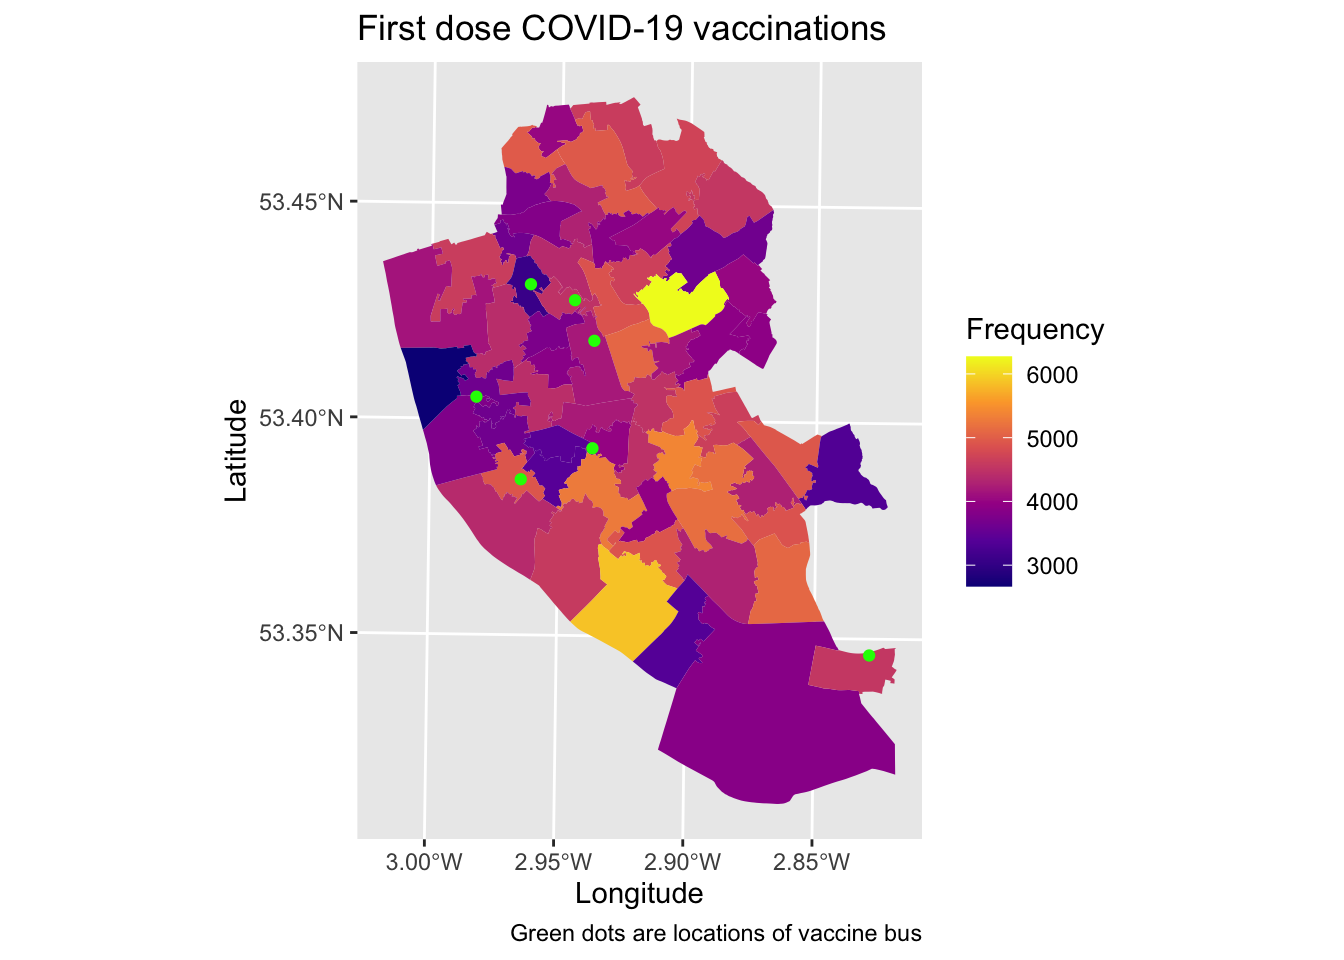 First dose COVID-19 vaccinations
53.45°N
53.40°N
53.35°N
Latitude
3.00°W 2.95°W 2.90°W 2.85°W
Longitude
Frequency
6000
5000
4000
3000
Green dots are locations of vaccine bus